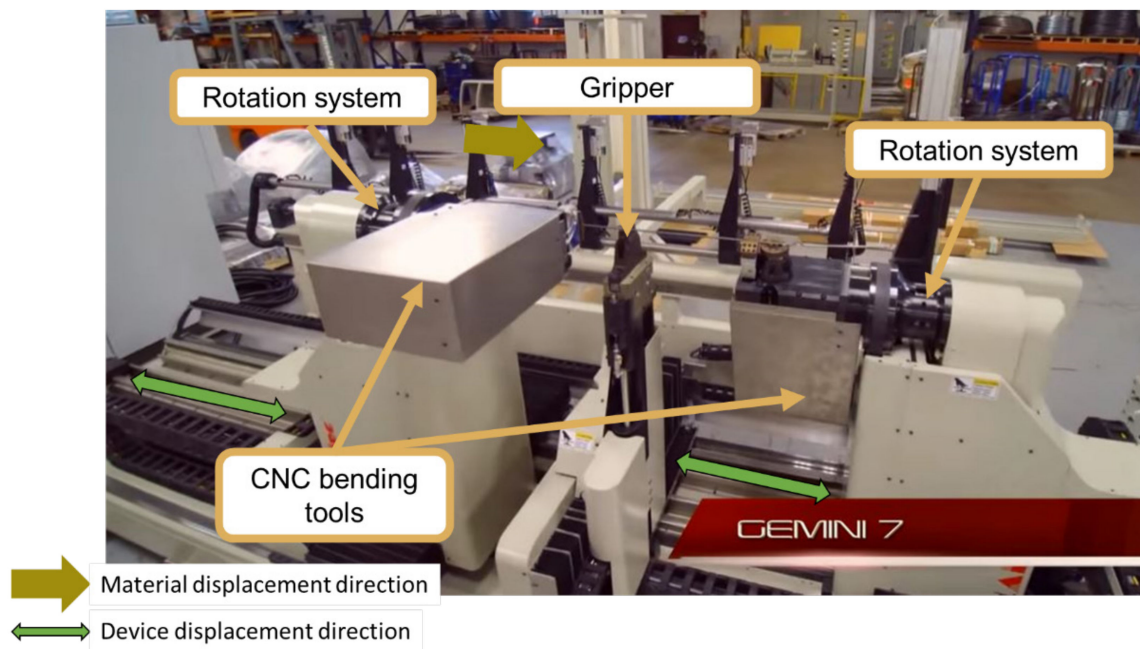 Rotation system
Gripper
Rotation system
CNC bending
tools
GEMINI 7
Material displacement direction
Device displacement direction